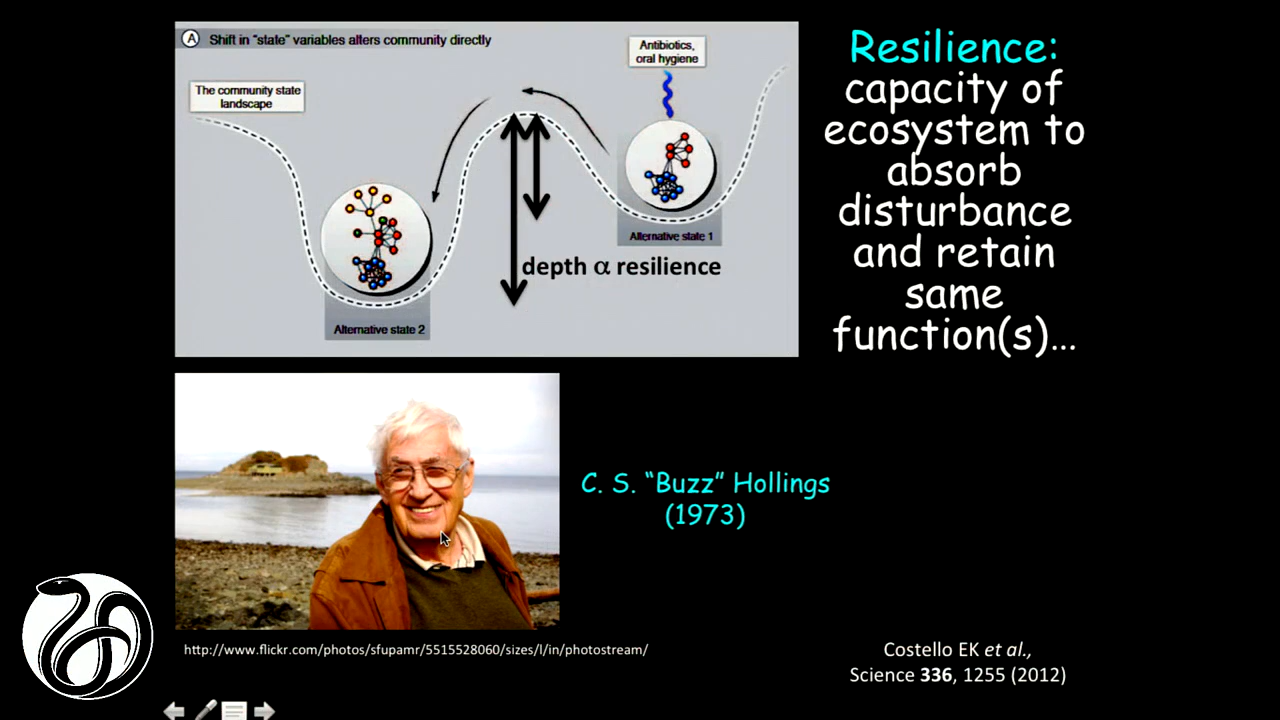 A Shift in "state" variables alters community directly
The community state
landscape
Antibiotics,
oral hygiene
Alternative state 1
depth α resilience
Alternative state 2
Resilience:
capacity of
ecosystem to
absorb
disturbance
and retain
same
function(s)...
C. S. “Buzz” Hollings
(1973)
http://www.flickr.com/photos/sfupamr/5515528060/sizes/l/in/photostream/
Costello EK et al.,
Science 336, 1255 (2012)